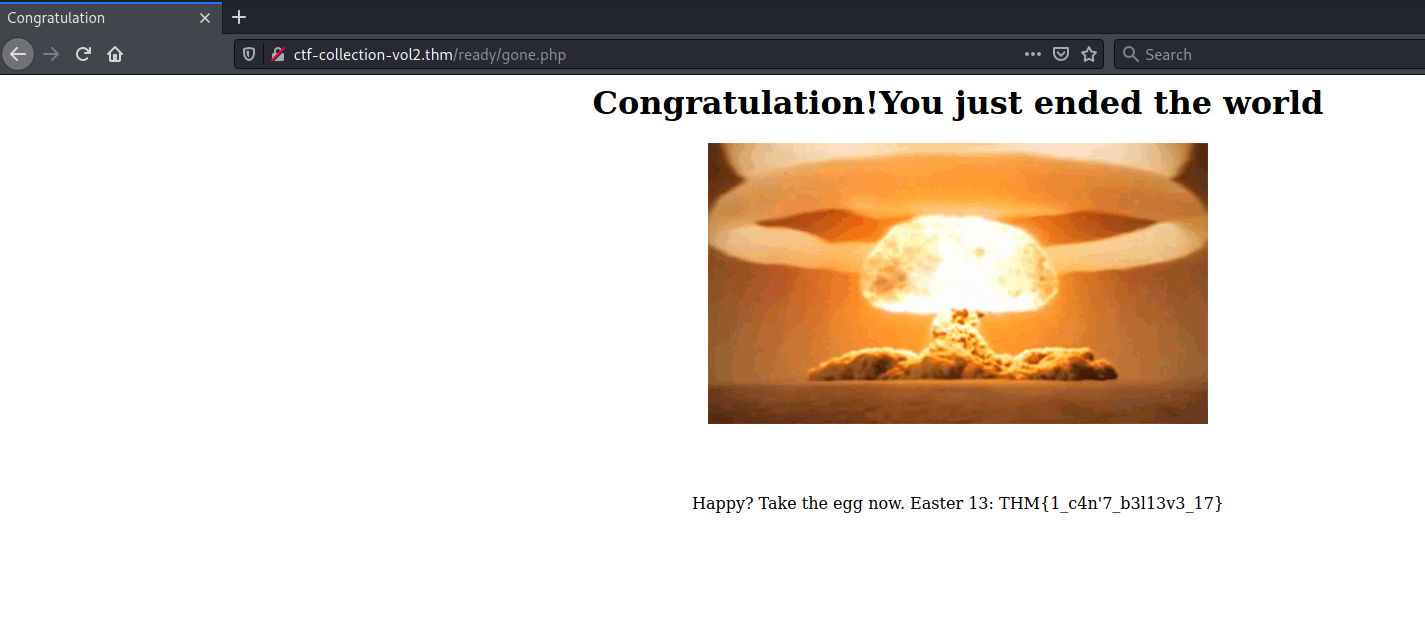 Congratulation
ctf-collection-vol2.thm/ready/gone.php
Search
Congratulation!You just ended the world
Happy? Take the egg now. Easter 13: THM{1_c4n'7_b3l13v3_17}